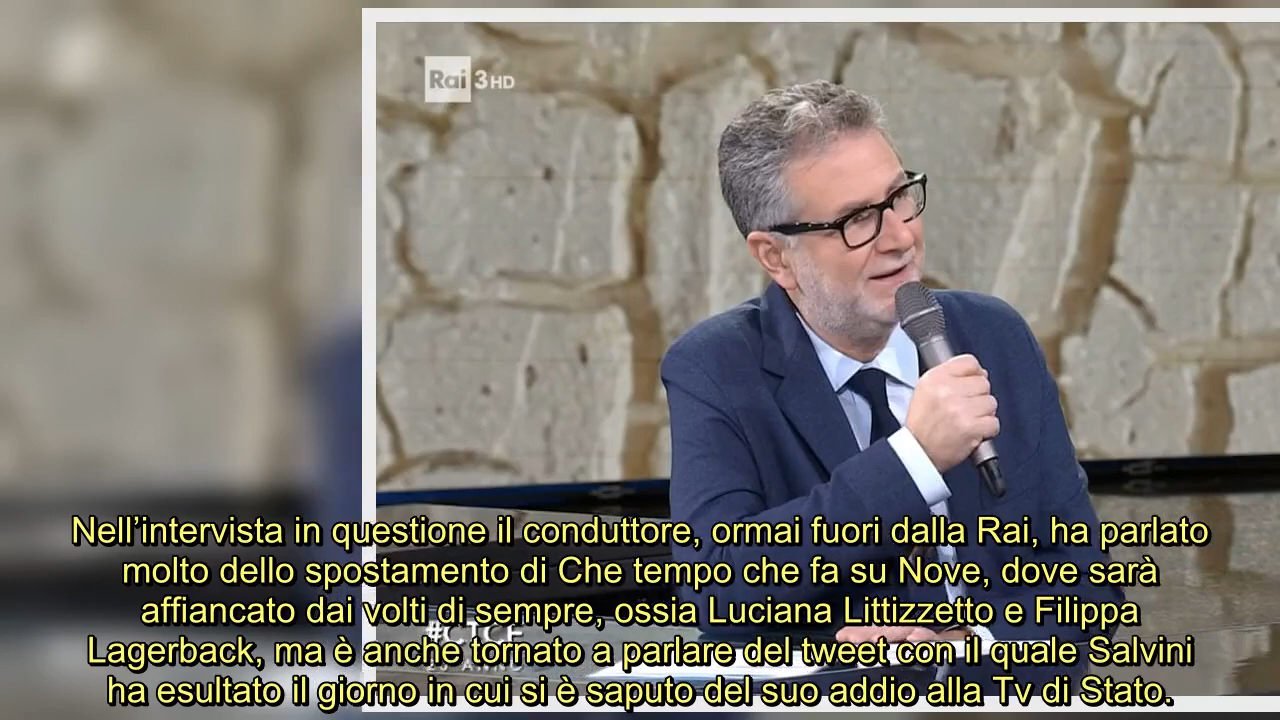 Rai 3 HD
Nell’intervista in questione il conduttore, ormai fuori dalla Rai, ha parlato
molto dello spostamento di Che tempo che fa su Nove, dove sarà
affiancato dai volti di sempre, ossia Luciana Littizzetto e Filippa
#CTCF
Lagerback, ma è anche tornato a parlare del tweet con il quale Salvini
ha esultato il giorno in cui si è saputo del suo addio alla Tv di Stato.